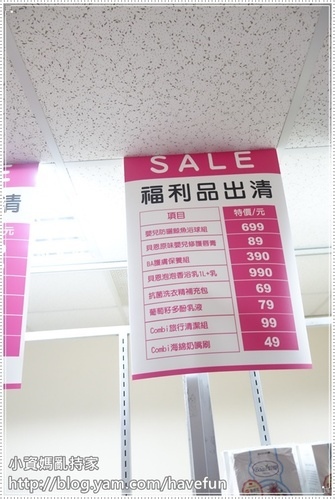 SALE
福利品出清
項目 特價/元
嬰兒防曬鯨魚浴球組 699
貝恩原味嬰兒修護唇膏 89
BA護膚保養組 390
貝恩泡泡香浴乳1L+乳 990
抗菌洗衣精補充包 69
葡萄籽多酚乳液 79
Combi旅行清潔組 99
Combi海綿奶嘴刷 49
清
元
小資媽亂持家
http://blog.yam.com/havefun